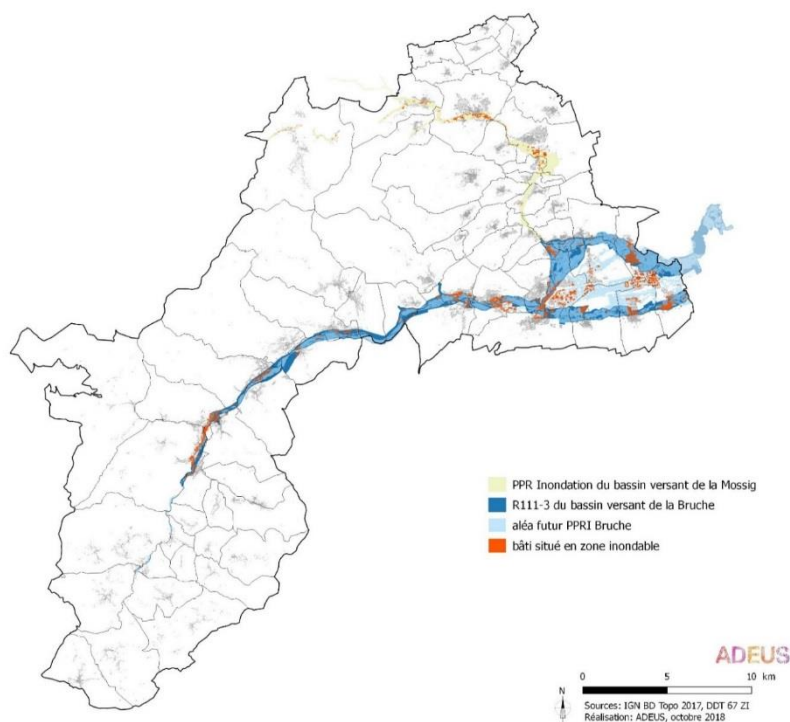 PPR Inondation du bassin versant de la Mossig
R111-3 du bassin versant de la Bruche
aléa futur PPRI Bruche
bâti situé en zone inondable
ADEUS
0 5 10 km
N
Sources: IGN BD Topo 2017, DDT 67 ZI
Réalisation: ADEUS, octobre 2018